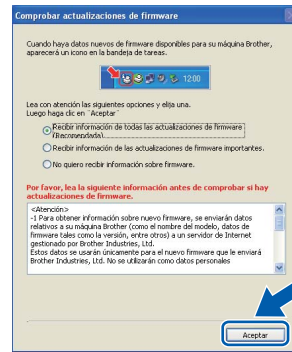 Comprobar actualizaciones de firmware
Cuando haya datos nuevos de firmware disponibles para su máquina Brother,
aparecerá un icono en la bandeja de tareas.
12:00
Lea con atención las siguientes opciones y elija una.
Luego haga clic en ¨Aceptar¨
Recibir información de todas las actualizaciones de firmware
(Recomendada).
Recibir información de las actualizaciones de firmware importantes.
No quiero recibir información sobre firmware.
Por favor, lea la siguiente información antes de comprobar si hay
actualizaciones de firmware.
<Atención>
-1 Para obtener información sobre nuevo firmware, se enviarán datos
relativos a su máquina Brother (como el nombre del modelo, datos de
firmware tales como la versión, entre otros) a un servidor de Internet
gestionado por Brother Industries, Ltd.
Estos datos se usarán únicamente para el nuevo firmware que le enviará
Brother Industries, Ltd. No se utilizarán como datos personales
Aceptar